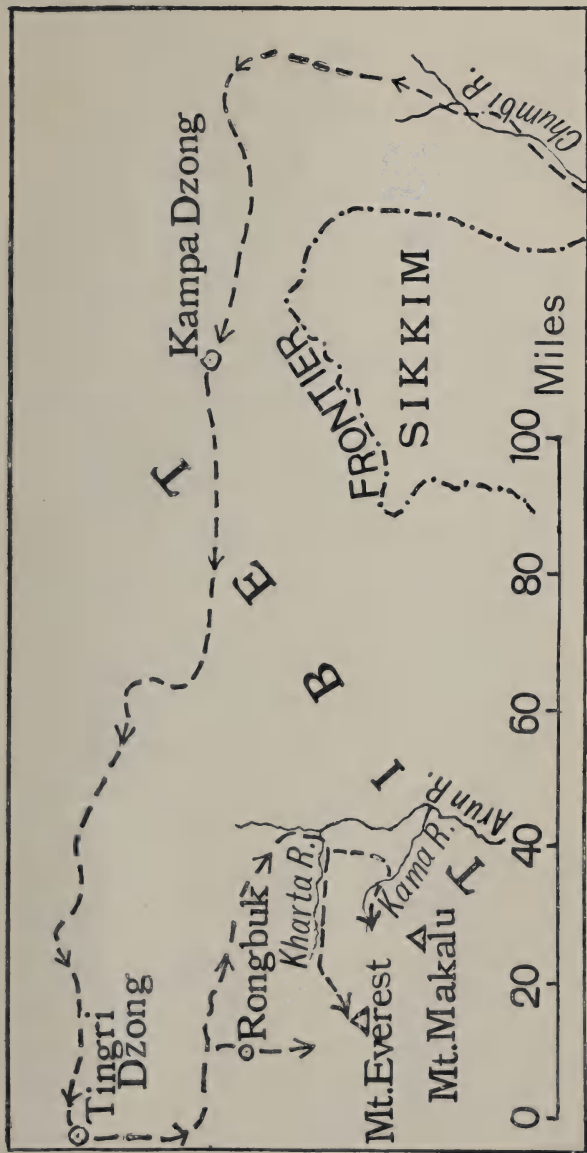 Tingri
Dzong
Kampa Dzong
TIBET
Rongbuk
Kharta R.
Arun R.
Kama R.
Mt.Everest
Mt.Makalu
FRONTIER
SIKKIM
Chumbi R.
0 20 40 60 80 100 Miles